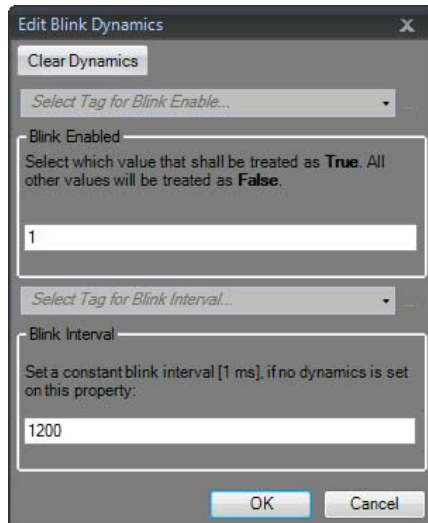 Edit Blink Dynamics
x
Clear Dynamics
Select Tag for Blink Enable...
...
Blink Enabled
Select which value that shall be treated as True. All
other values will be treated as False.
1
Select Tag for Blink Interval...
...
Blink Interval
Set a constant blink interval [1 ms], if no dynamics is set
on this property:
1200
OK Cancel